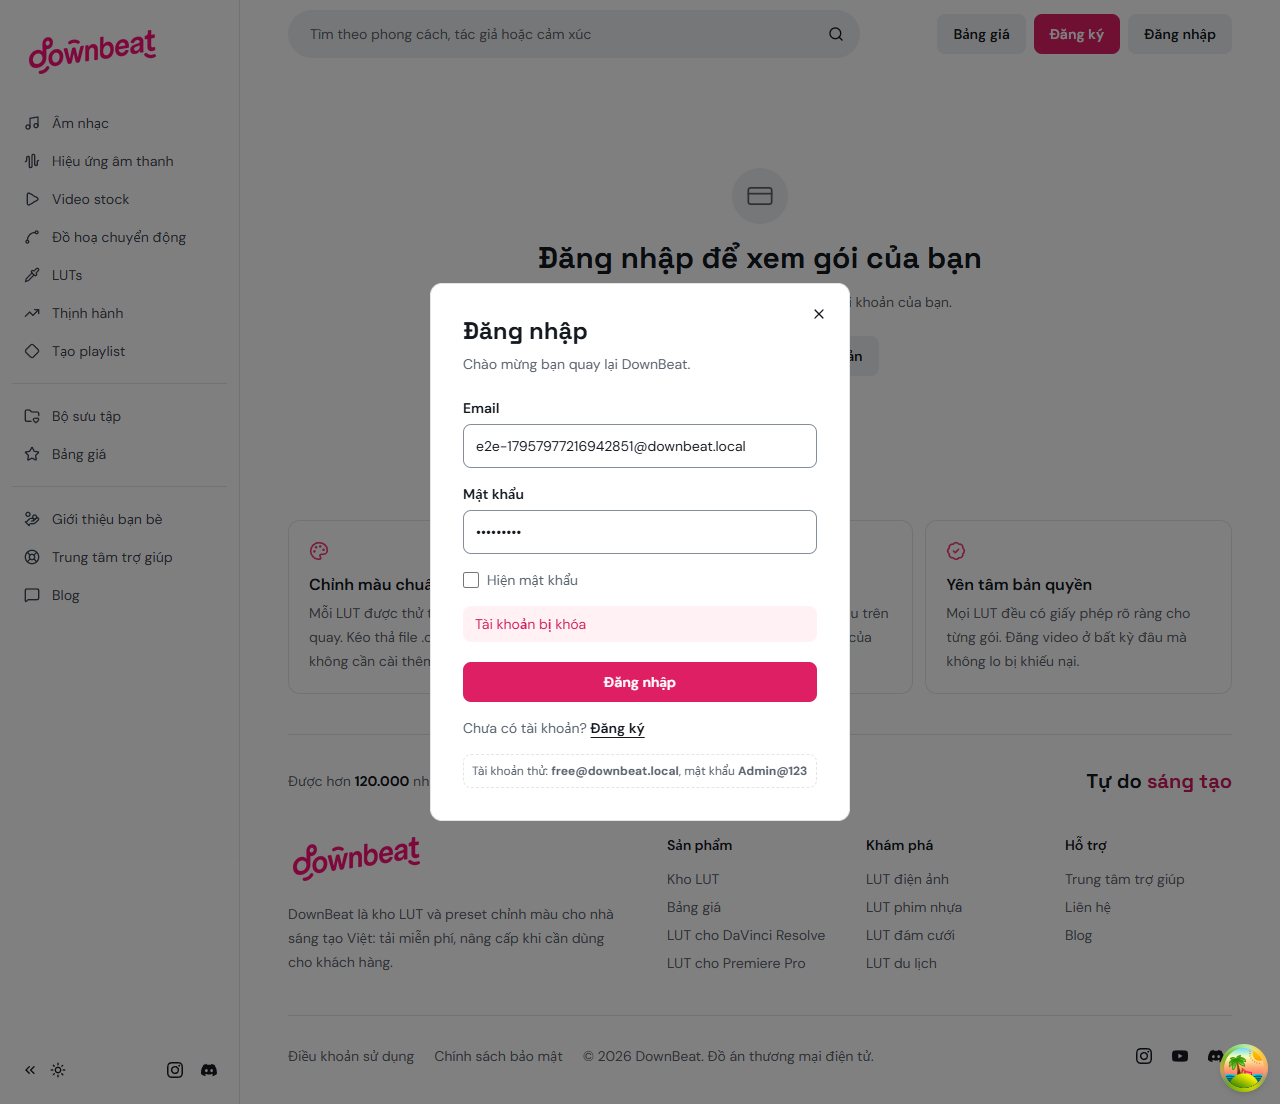 downbeat
Tìm theo phong cách, tác giả hoặc cảm xúc
Bảng giá
Đăng ký
Đăng nhập
Âm nhạc
Hiệu ứng âm thanh
Video stock
Đồ hoạ chuyển động
LUTs
Thịnh hành
Tạo playlist
Bộ sưu tập
Bảng giá
Giới thiệu bạn bè
Trung tâm trợ giúp
Blog
Đăng nhập để xem gói của bạn
khoản của bạn.
Đăng nhập
Chào mừng bạn quay lại DownBeat.
Email
e2e-17957977216942851@downbeat.local
Mật khẩu
•••••••••
Hiện mật khẩu
Tài khoản bị khóa
Đăng nhập
Chưa có tài khoản? Đăng ký
Tài khoản thử: free@downbeat.local, mật khẩu Admin@123
Chỉnh màu
Mỗi LUT được thử
quay. Kéo thả file
không cần cài thêm
trên
của
Yên tâm bản quyền
Mọi LUT đều có giấy phép rõ ràng cho
từng gói. Đăng video ở bất kỳ đâu mà
không lo bị khiếu nại.
Được hơn 120.000
Tự do sáng tạo
downbeat
DownBeat là kho LUT và preset chỉnh màu cho nhà
sáng tạo Việt: tải miễn phí, nâng cấp khi cần dùng
cho khách hàng.
Sản phẩm
Kho LUT
Bảng giá
LUT cho DaVinci Resolve
LUT cho Premiere Pro
Khám phá
LUT điện ảnh
LUT phim nhựa
LUT đám cưới
LUT du lịch
Hỗ trợ
Trung tâm trợ giúp
Liên hệ
Blog
Điều khoản sử dụng
Chính sách bảo mật
© 2026 DownBeat. Đồ án thương mại điện tử.